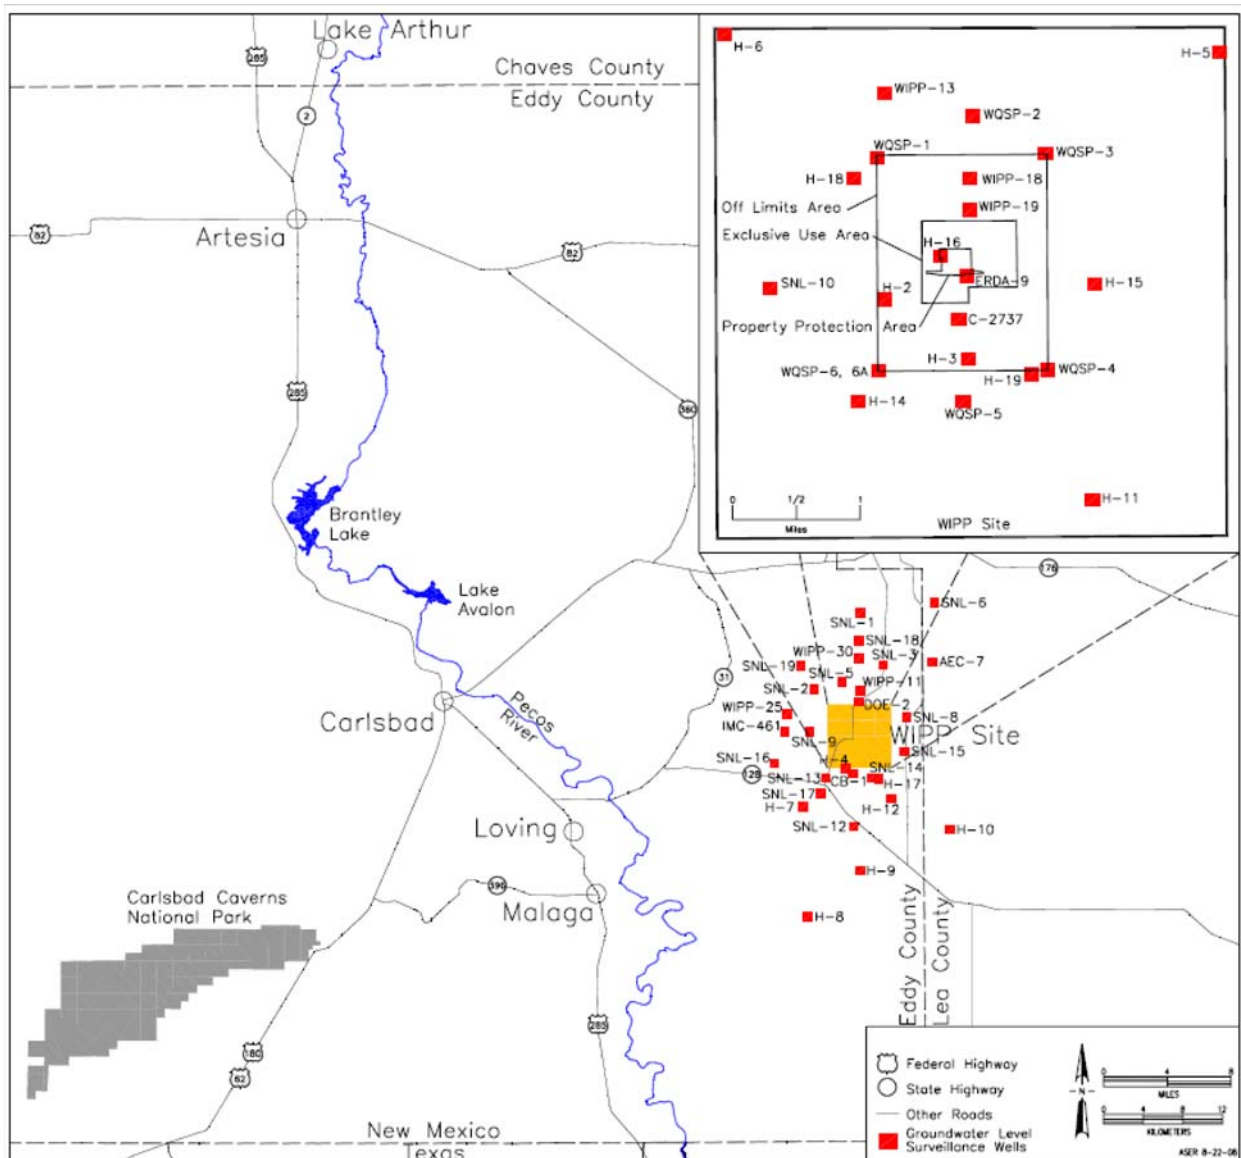 Lake Arthur
285
Chaves County
Eddy County
2
82
Artesia
82
285
360
Brantley
Lake
Lake
Avalon
Carlsbad
Pecos
River
31
Loving
396
Malaga
Carlsbad Caverns
National Park
285
180
62
New Mexico
Texas
H-6
H-5
WIPP-13
WQSP-2
WQSP-1
WQSP-3
H-18
WIPP-18
Off Limits Area
WIPP-19
Exclusive Use Area
H-16
SNL-10
H-2
ERDA-9
H-15
C-2737
Property Protection Area
H-3
WQSP-6, 6A
H-19
WQSP-4
H-14
WQSP-5
H-11
0 1/2 1
Miles
WIPP Site
176
SNL-6
SNL-1
SNL-18
WIPP-30
SNL-3
AEC-7
SNL-19
SNL-5
WIPP-11
SNL-2
DOE-2
WIPP-25
SNL-8
IMC-461
SNL-9
WIPP Site
SNL-15
SNL-16
H-4
SNL-14
128
SNL-13
CB-1
H-17
SNL-17
H-7
H-12
SNL-12
H-10
H-9
H-8
Eddy County
Lea County
Federal Highway
State Highway
Other Roads
Groundwater Level
Surveillance Wells
N
0 4 8
MILES
0 4 8 12
KILOMETERS
ASER 8-22-08